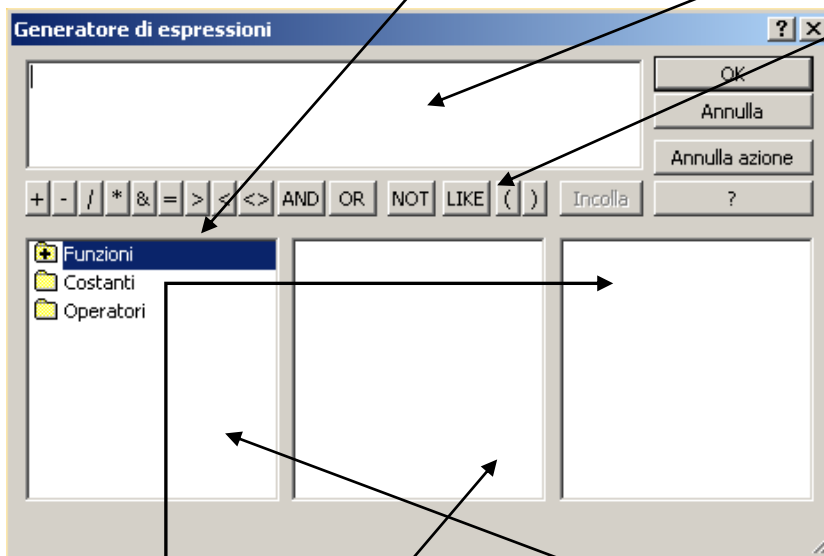 Generatore di espressioni
OK
Annulla
Annulla azione
+ - / * & = > < <> AND OR NOT LIKE ( ) Incolla ?
Funzioni
Costanti
Operatori